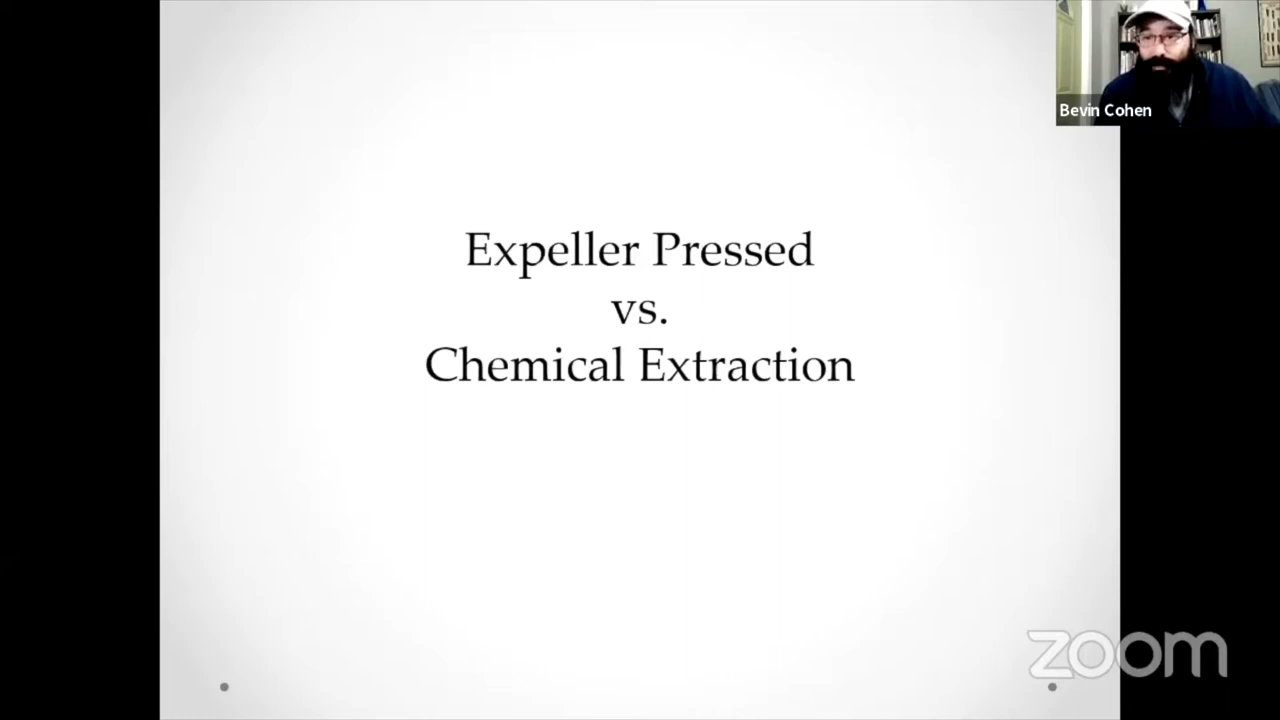 Bevin Cohen
Expeller Pressed
vs.
Chemical Extraction
zoom